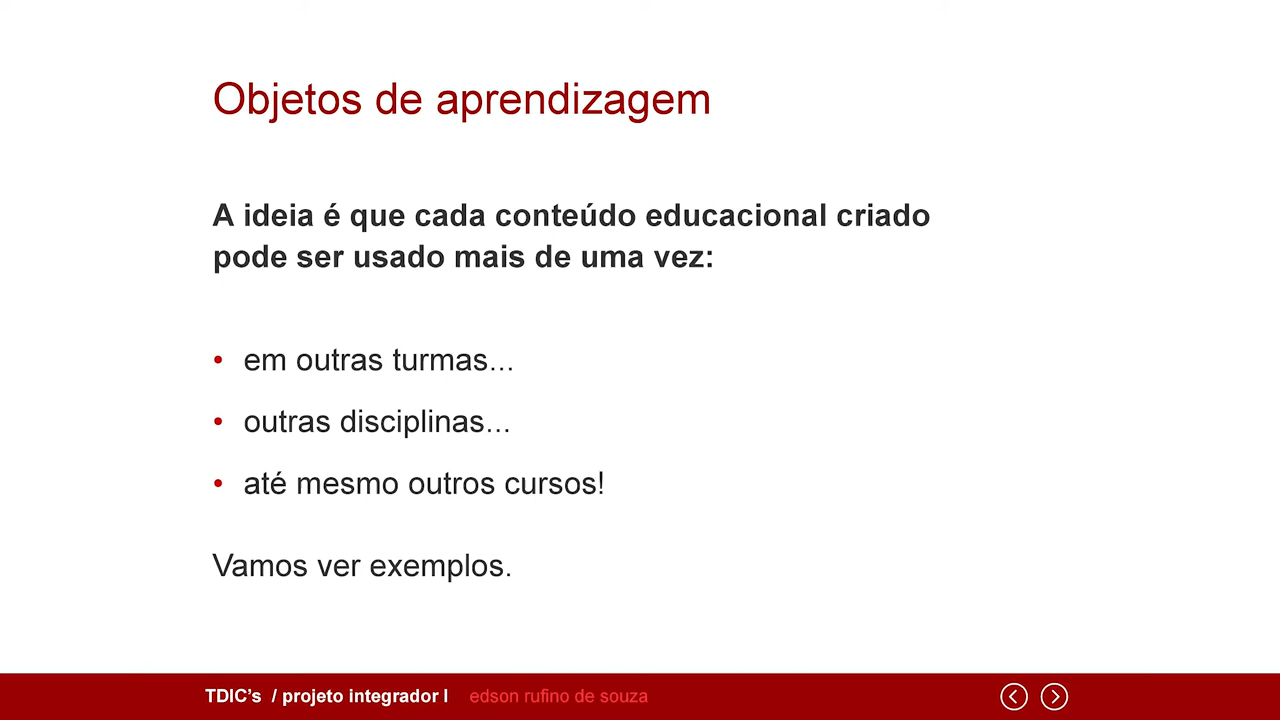 Objetos de aprendizagem
A ideia é que cada conteúdo educacional criado
pode ser usado mais de uma vez:
• em outras turmas...
• outras disciplinas...
• até mesmo outros cursos!
Vamos ver exemplos.
TDIC’s / projeto integrador I edson rufino de souza